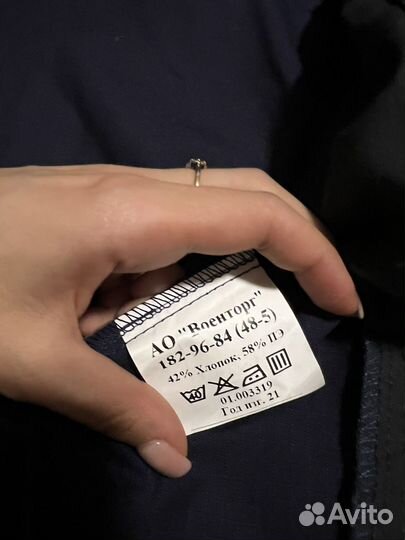 АО "Военторг"
182-96-84 (48-5)
42% Хлопок, 58% ПЭ
40
01.003319
Год изг. 21
Avito